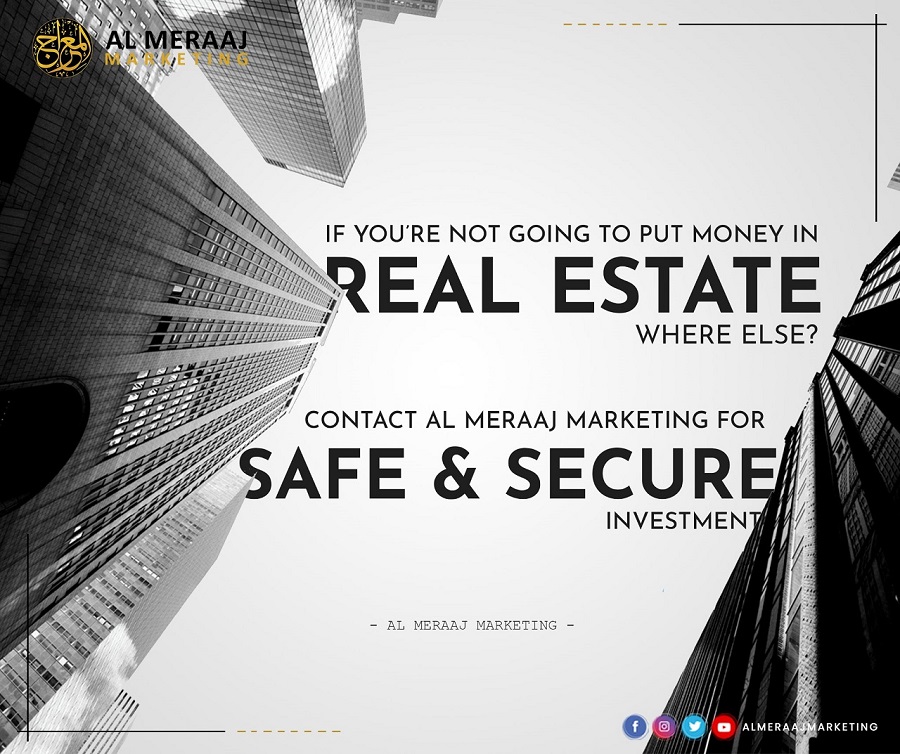 معراج
AL MERAAJ
MARKETING
IF YOU'RE NOT GOING TO PUT MONEY IN
REAL ESTATE
WHERE ELSE?
CONTACT AL MERAAJ MARKETING FOR
SAFE & SECURE
INVESTMENT
- AL MERAAJ MARKETING -
ALMERAAJMARKETING